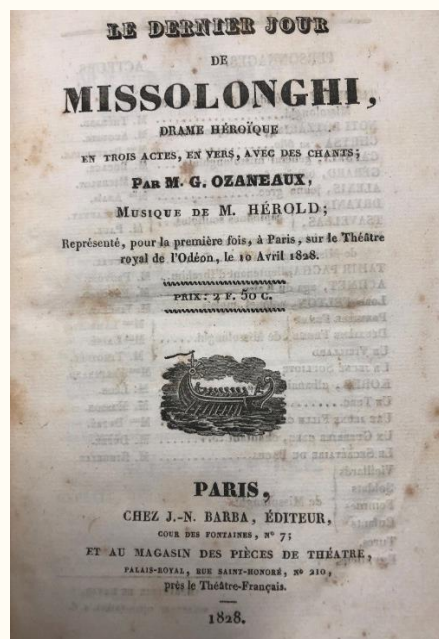 LE DERNIER JOUR
DE
MISSOLONGHI,
DRAME HÉROÏQUE
EN TROIS ACTES, EN VERS, AVEC DES CHANTS;
PAR M. G. OZANEAUX,
MUSIQUE DE M. HÉROLD;
Représenté, pour la première fois, à Paris, sur le Théâtre
royal de l'Odéon, le 10 Avril 1828.
PRIX: 2 F. 50 C.
PARIS,
CHEZ J.-N. BARBA, ÉDITEUR,
COUR DES FONTAINES, N° 7;
ET AU MAGASIN DES PIÈCES DE THÉATRE,
PALAIS-ROYAL, RUE SAINT-HONORÉ, N° 210,
près le Théâtre-Français.
1828.